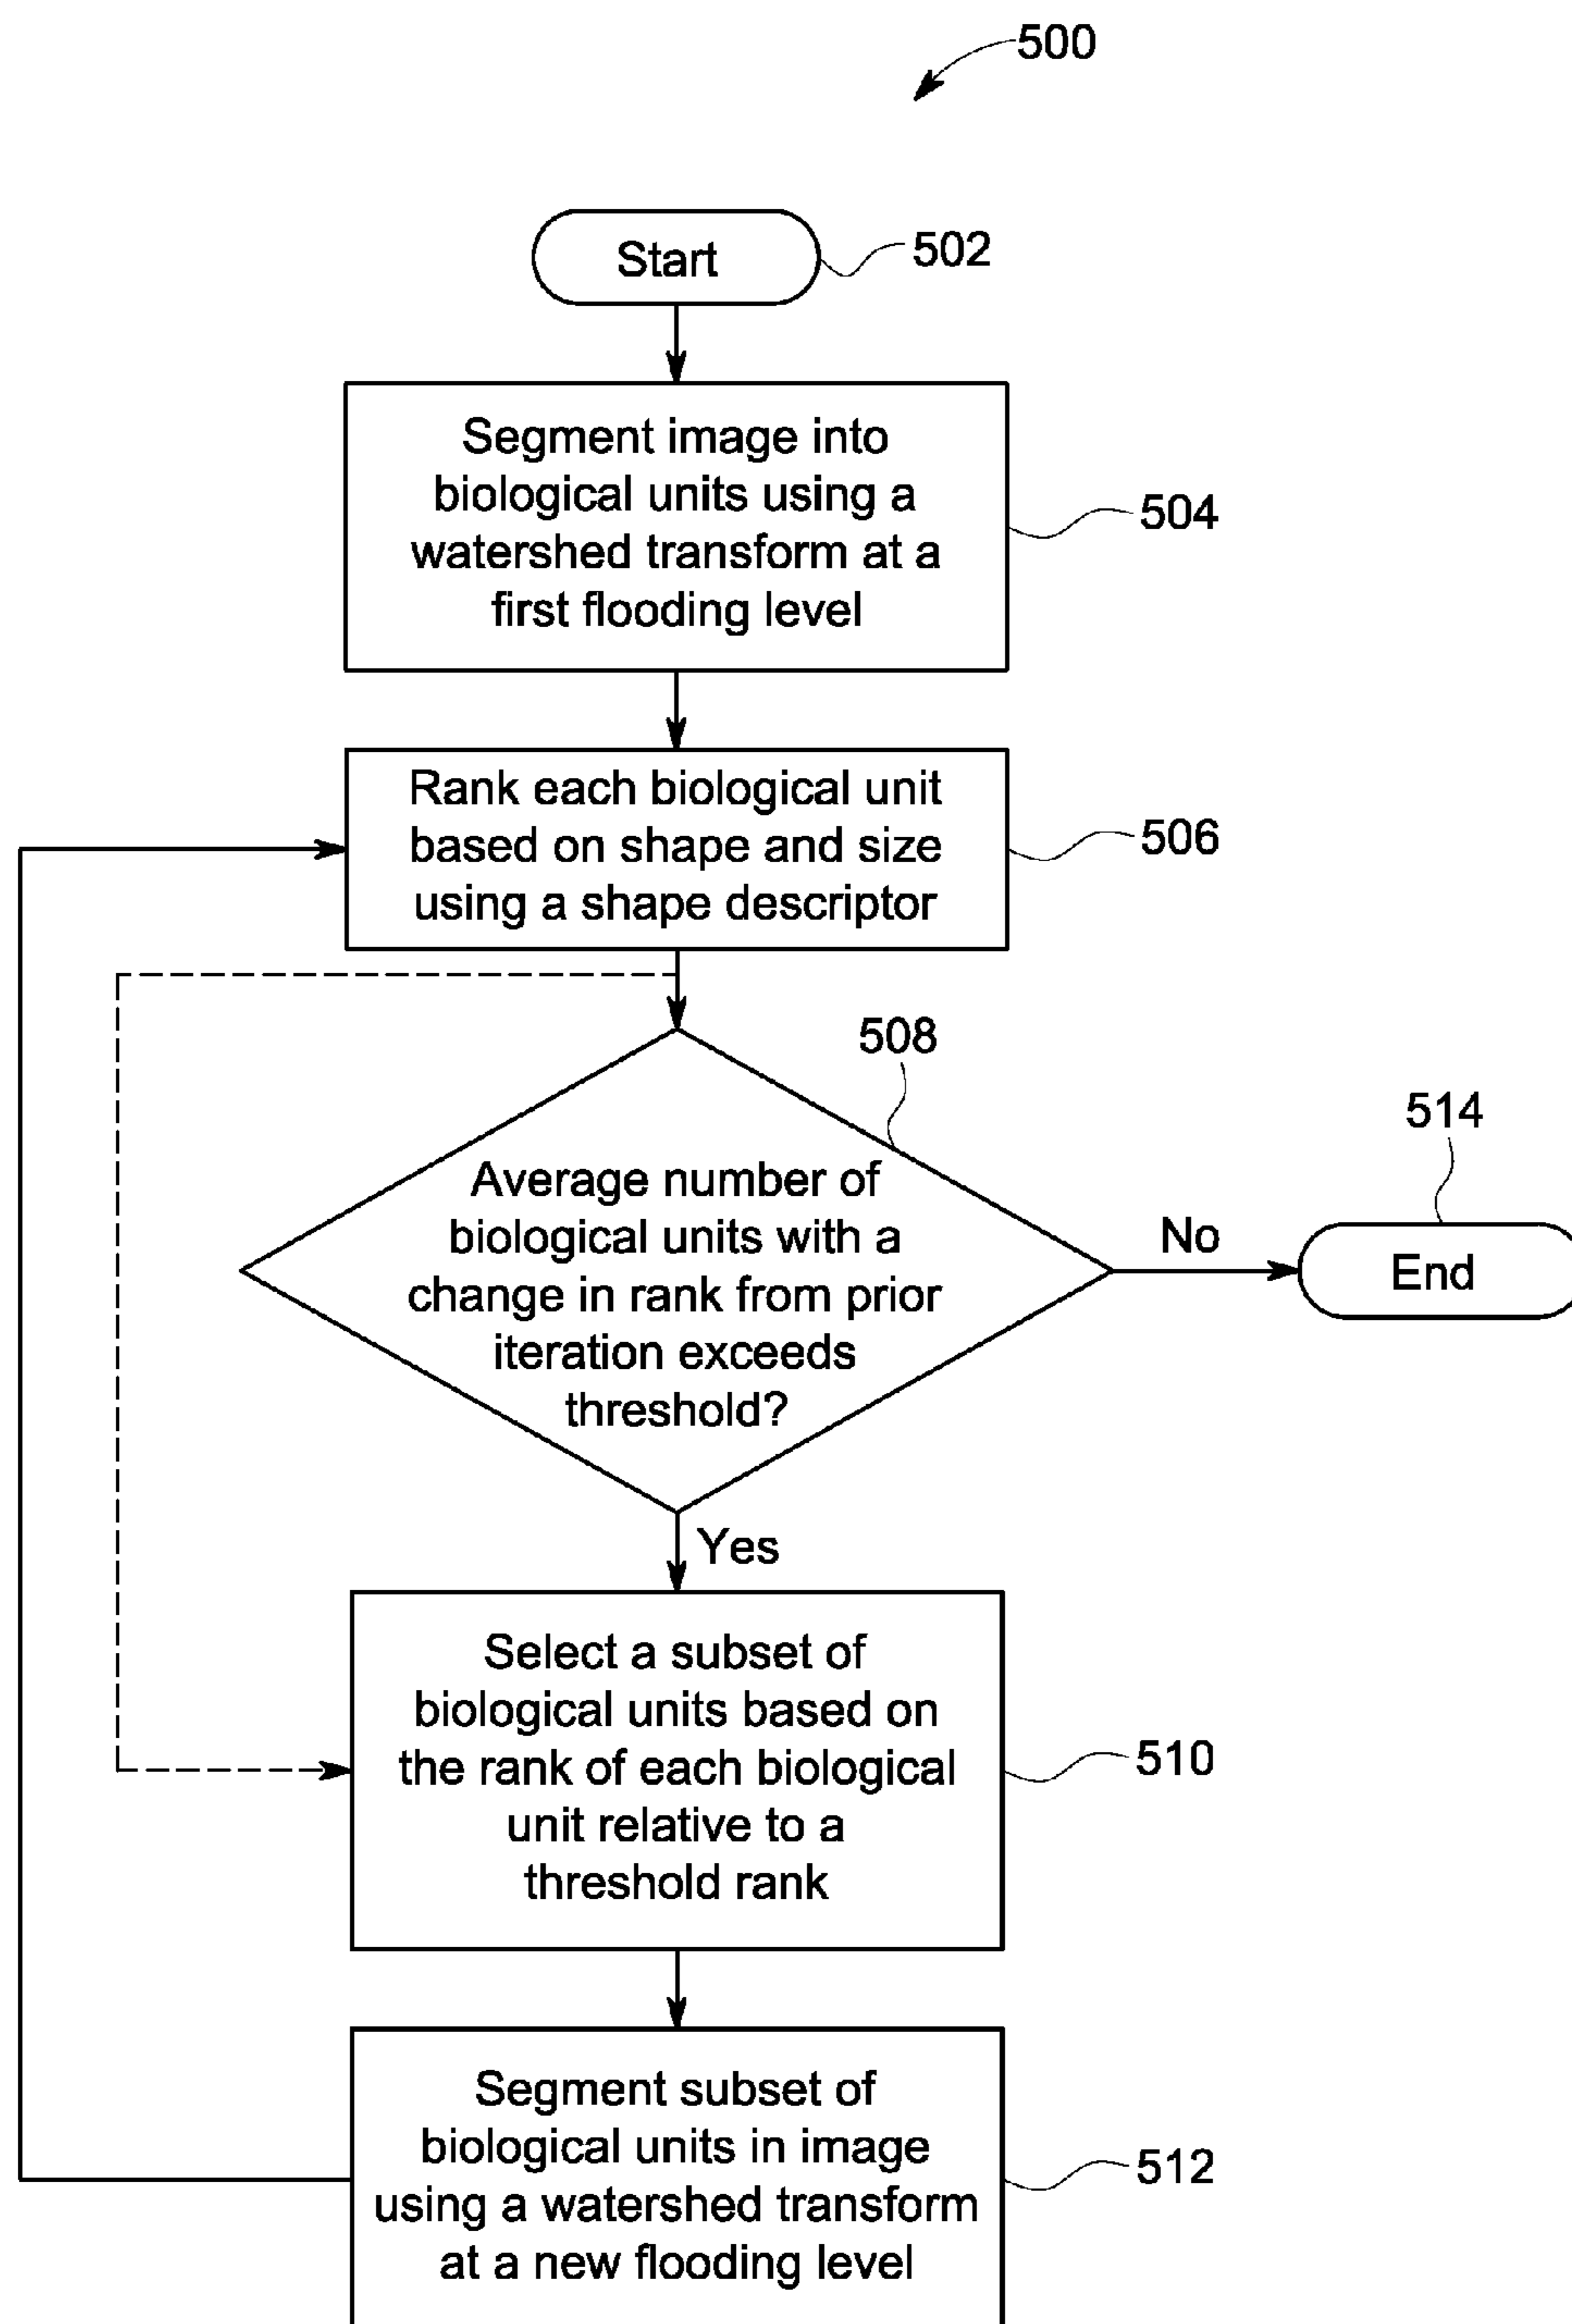 500
Start
502
Segment image into
biological units using a
watershed transform at a
first flooding level
504
Rank each biological unit
based on shape and size
using a shape descriptor
506
508
Average number of
biological units with a
change in rank from prior
iteration exceeds
threshold?
No
514
End
Yes
Select a subset of
biological units based on
the rank of each biological
unit relative to a
threshold rank
510
Segment subset of
biological units in image
using a watershed transform
at a new flooding level
512